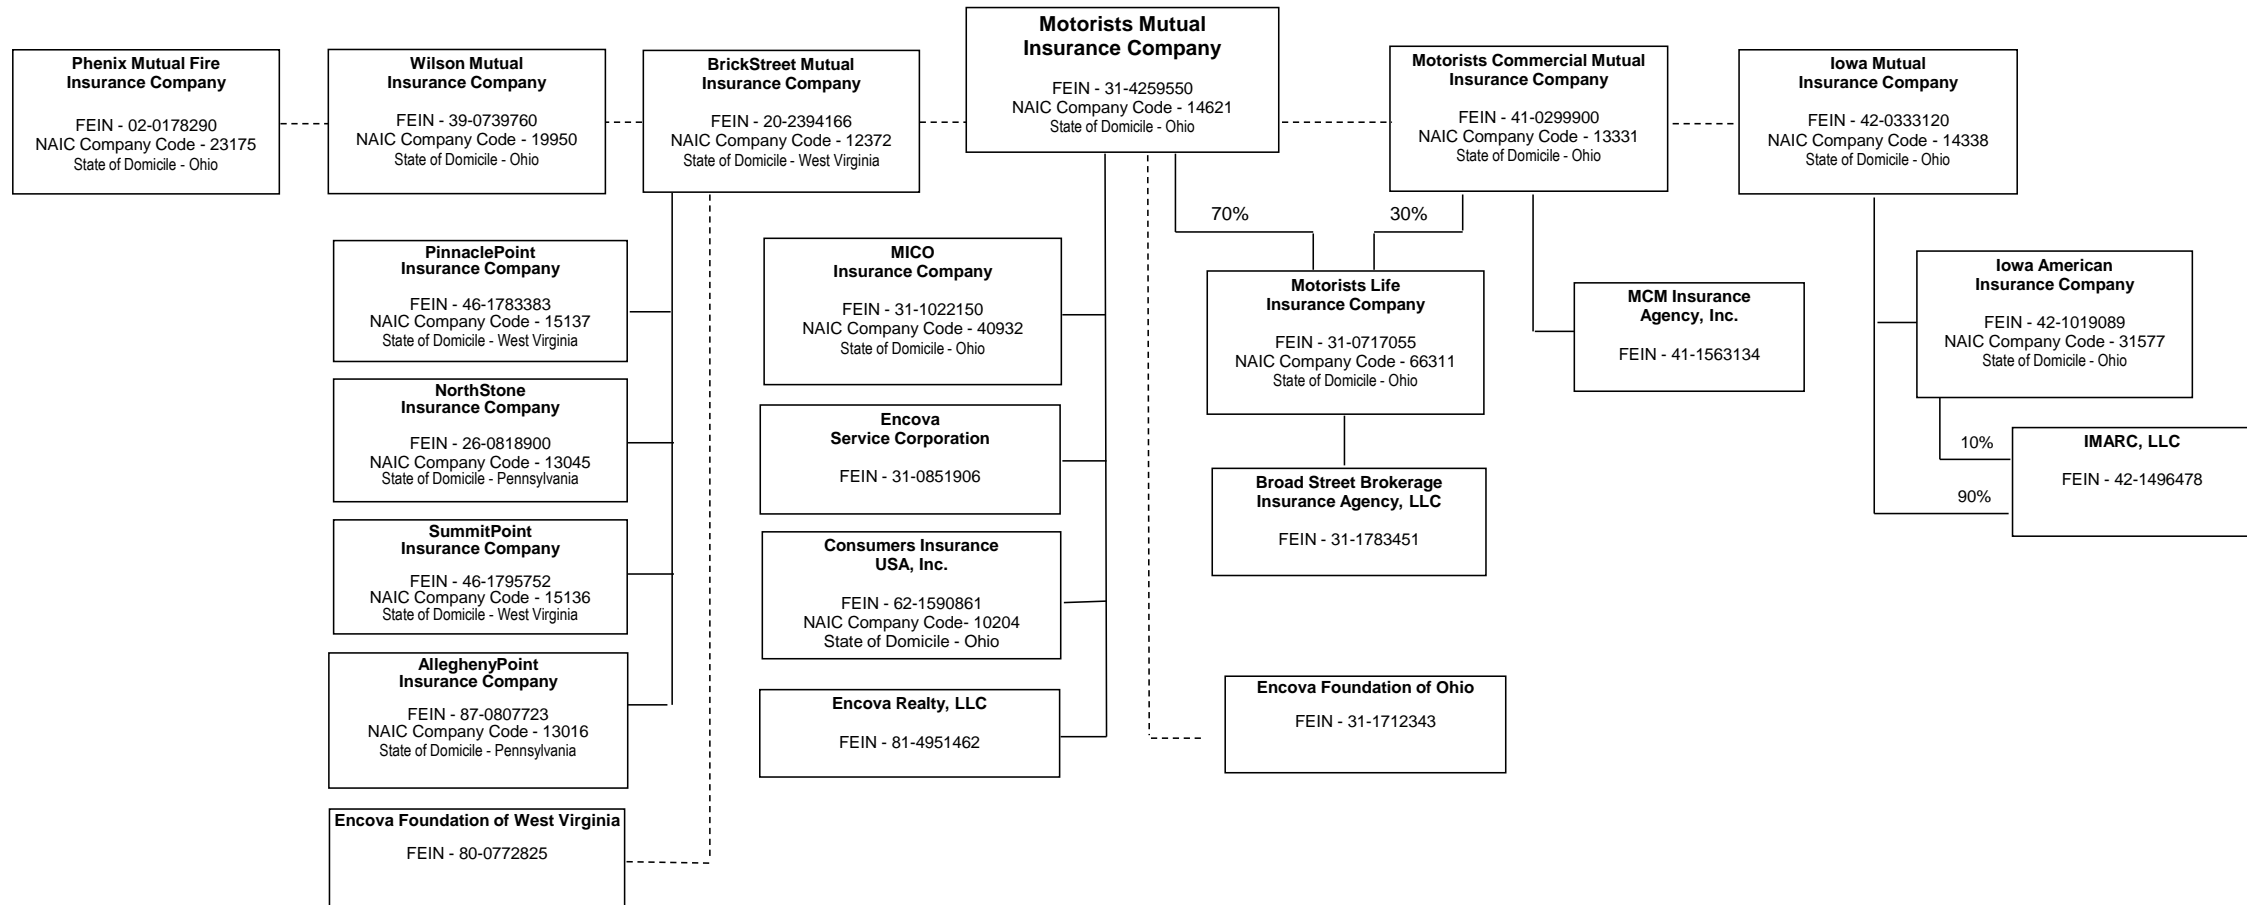 Motorists Mutual
Insurance Company
FEIN - 31-4259550
NAIC Company Code - 14621
State of Domicile - Ohio
Phenix Mutual Fire
Insurance Company
FEIN - 02-0178290
NAIC Company Code - 23175
State of Domicile - Ohio
Wilson Mutual
Insurance Company
FEIN - 39-0739760
NAIC Company Code - 19950
State of Domicile - Ohio
BrickStreet Mutual
Insurance Company
FEIN - 20-2394166
NAIC Company Code - 12372
State of Domicile - West Virginia
Motorists Commercial Mutual
Insurance Company
FEIN - 41-0299900
NAIC Company Code - 13331
State of Domicile - Ohio
Iowa Mutual
Insurance Company
FEIN - 42-0333120
NAIC Company Code - 14338
State of Domicile - Ohio
70%
30%
PinnaclePoint
Insurance Company
FEIN - 46-1783383
NAIC Company Code - 15137
State of Domicile - West Virginia
NorthStone
Insurance Company
FEIN - 26-0818900
NAIC Company Code - 13045
State of Domicile - Pennsylvania
SummitPoint
Insurance Company
FEIN - 46-1795752
NAIC Company Code - 15136
State of Domicile - West Virginia
AlleghenyPoint
Insurance Company
FEIN - 87-0807723
NAIC Company Code - 13016
State of Domicile - Pennsylvania
Encova Foundation of West Virginia
FEIN - 80-0772825
MICO
Insurance Company
FEIN - 31-1022150
NAIC Company Code - 40932
State of Domicile - Ohio
Encova
Service Corporation
FEIN - 31-0851906
Consumers Insurance
USA, Inc.
FEIN - 62-1590861
NAIC Company Code- 10204
State of Domicile - Ohio
Encova Realty, LLC
FEIN - 81-4951462
Motorists Life
Insurance Company
FEIN - 31-0717055
NAIC Company Code - 66311
State of Domicile - Ohio
Broad Street Brokerage
Insurance Agency, LLC
FEIN - 31-1783451
Encova Foundation of Ohio
FEIN - 31-1712343
MCM Insurance
Agency, Inc.
FEIN - 41-1563134
Iowa American
Insurance Company
FEIN - 42-1019089
NAIC Company Code - 31577
State of Domicile - Ohio
10%
90%
IMARC, LLC
FEIN - 42-1496478